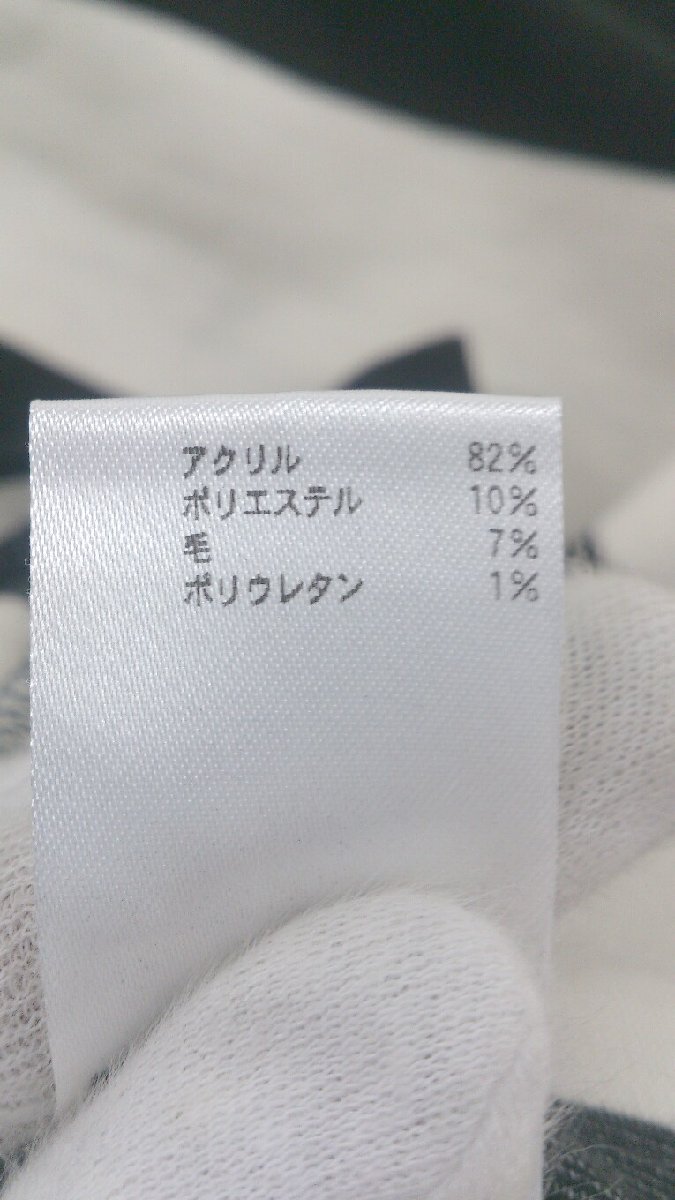 アクリル 82%
ポリエステル 10%
毛 7%
ポリウレタン 1%